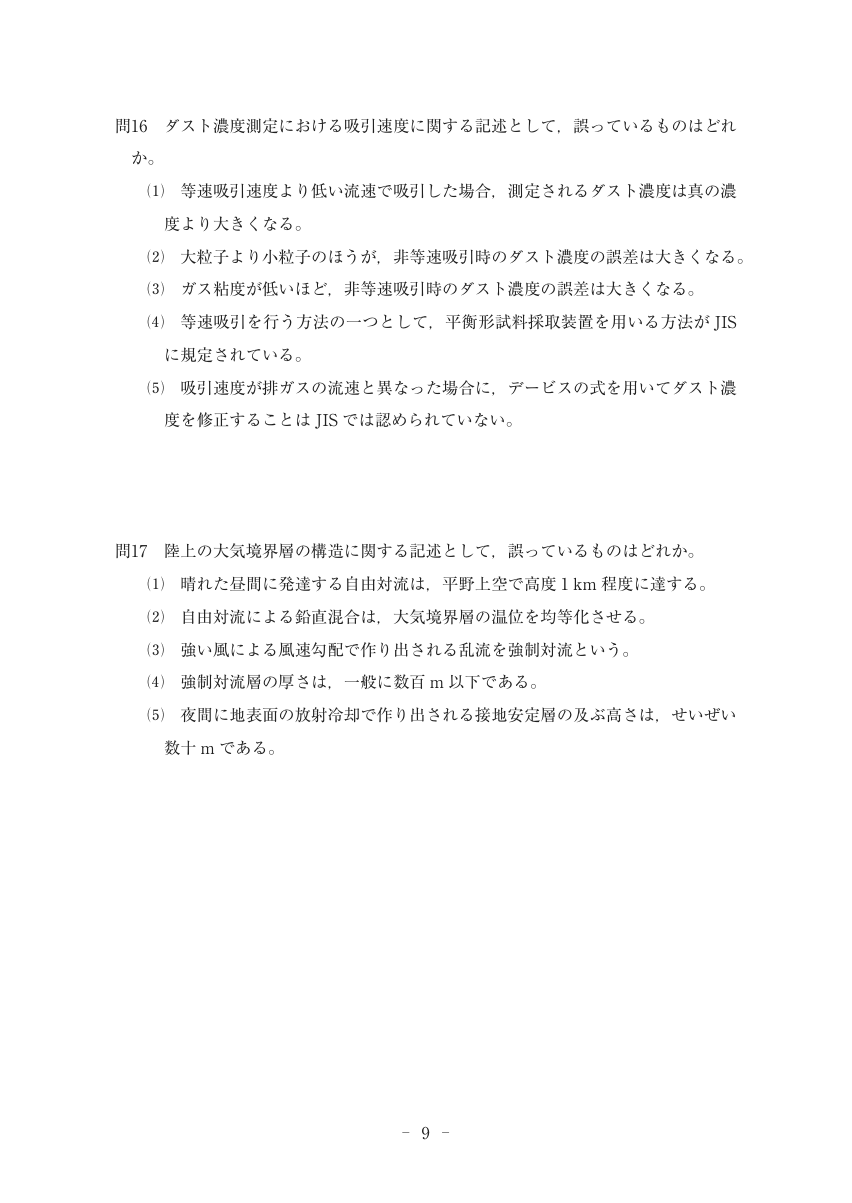 問16　ダスト濃度測定における吸引速度に関する記述として，誤っているものはどれ
か。
⑴　等速吸引速度より低い流速で吸引した場合，測定されるダスト濃度は真の濃
度より大きくなる。
⑵　大粒子より小粒子のほうが，非等速吸引時のダスト濃度の誤差は大きくなる。
⑶　ガス粘度が低いほど，非等速吸引時のダスト濃度の誤差は大きくなる。
⑷　等速吸引を行う方法の一つとして，平衡形試料採取装置を用いる方法が JIS
に規定されている。
⑸　吸引速度が排ガスの流速と異なった場合に，デービスの式を用いてダスト濃
度を修正することは JIS では認められていない。
問17　陸上の大気境界層の構造に関する記述として，誤っているものはどれか。
⑴　晴れた昼間に発達する自由対流は，平野上空で高度 1 km 程度に達する。
⑵　自由対流による鉛直混合は，大気境界層の温位を均等化させる。
⑶　強い風による風速勾配で作り出される乱流を強制対流という。
⑷　強制対流層の厚さは，一般に数百 m 以下である。
⑸　夜間に地表面の放射冷却で作り出される接地安定層の及ぶ高さは，せいぜい
数十 m である。
- 9 -